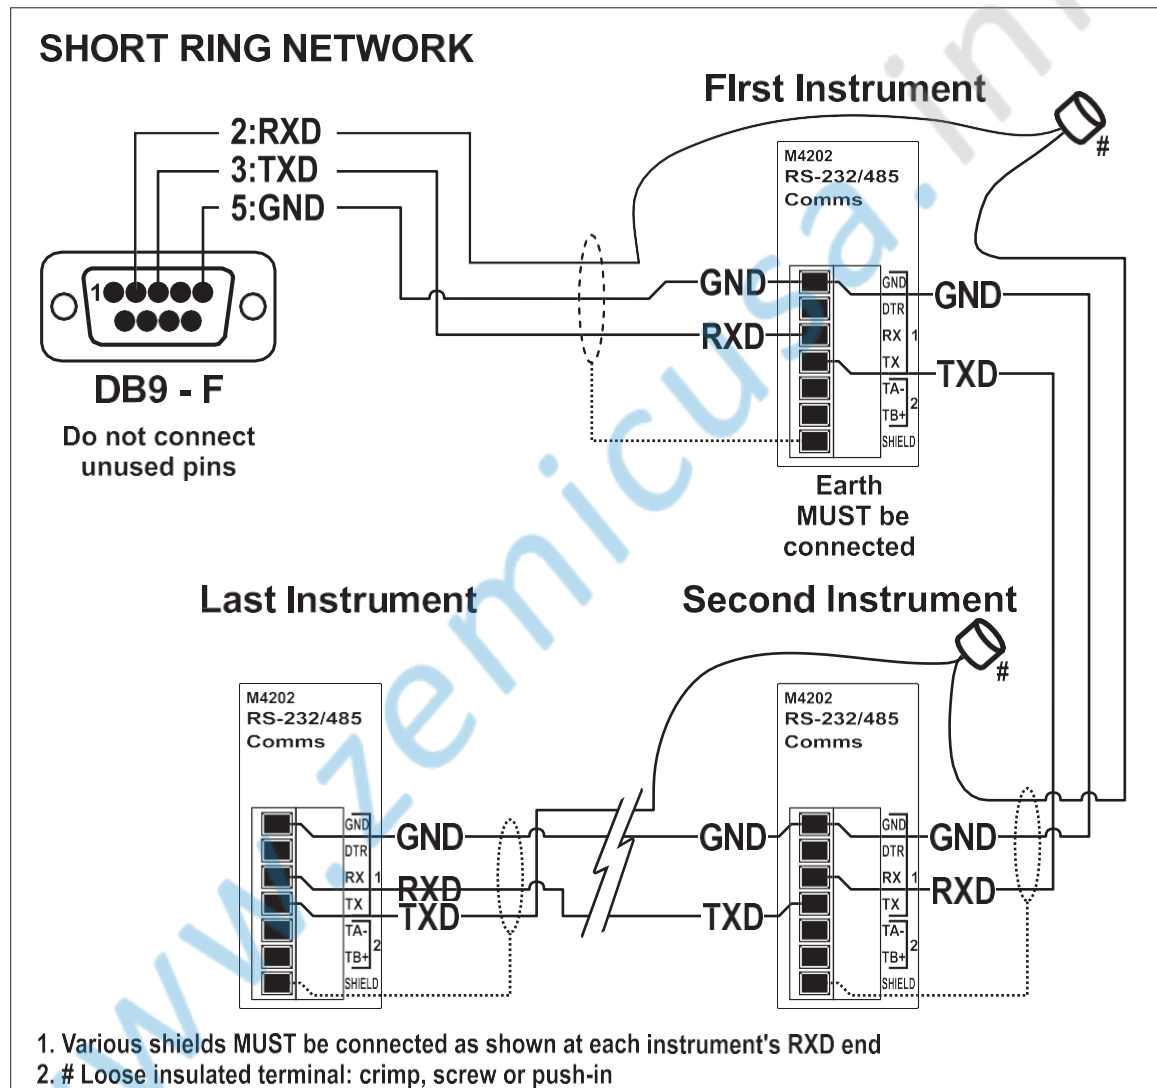 SHORT RING NETWORK
FIrst Instrument
2:RXD
3:TXD
5:GND
#
M4202
RS-232/485
Comms
1
GND
GND
GND
DTR
RXD
RX 1
TX
TXD
TA-
TB+ 2
SHIELD
DB9 - F
Do not connect
unused pins
Earth
MUST be
connected
Last Instrument
Second Instrument
#
M4202
RS-232/485
Comms
GND
GND
DTR
RX 1
RXD
TX
TXD
TA-
TB+ 2
SHIELD
M4202
RS-232/485
Comms
GND
GND
GND
DTR
RX 1
RXD
TXD
TX
TA-
TB+ 2
SHIELD
1. Various shields MUST be connected as shown at each instrument's RXD end
2. # Loose insulated terminal: crimp, screw or push-in
www.zemicusa.in